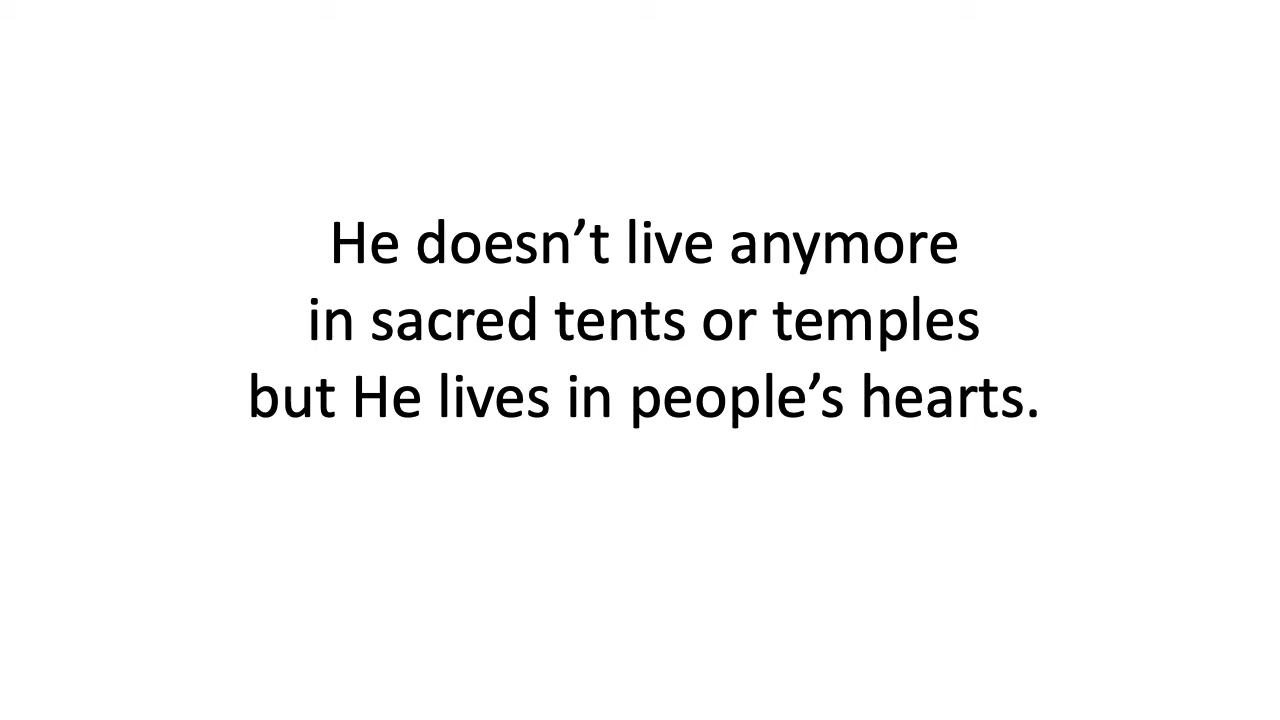 He doesn’t live anymore
in sacred tents or temples
but He lives in people’s hearts.